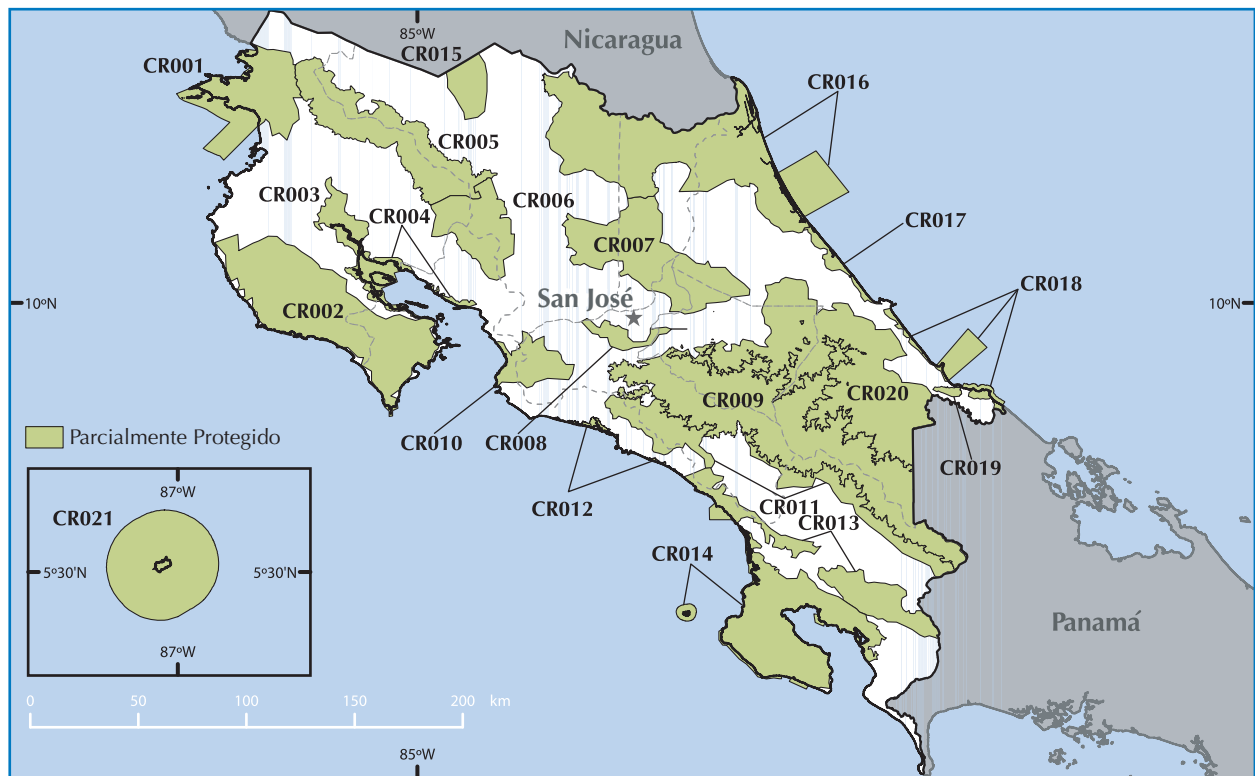 85ºW
Nicaragua
CR015
CR001
CR016
CR005
CR003
CR006
CR004
CR017
CR007
CR018
San José
10ºN
10ºN
CR002
CR009
CR020
Parcialmente Protegido
CR010
CR008
CR019
87ºW
CR012
CR011
CR021
CR013
CR014
5º30'N
5º30'N
Panamá
87ºW
0
50
100
150
200
km
85ºW